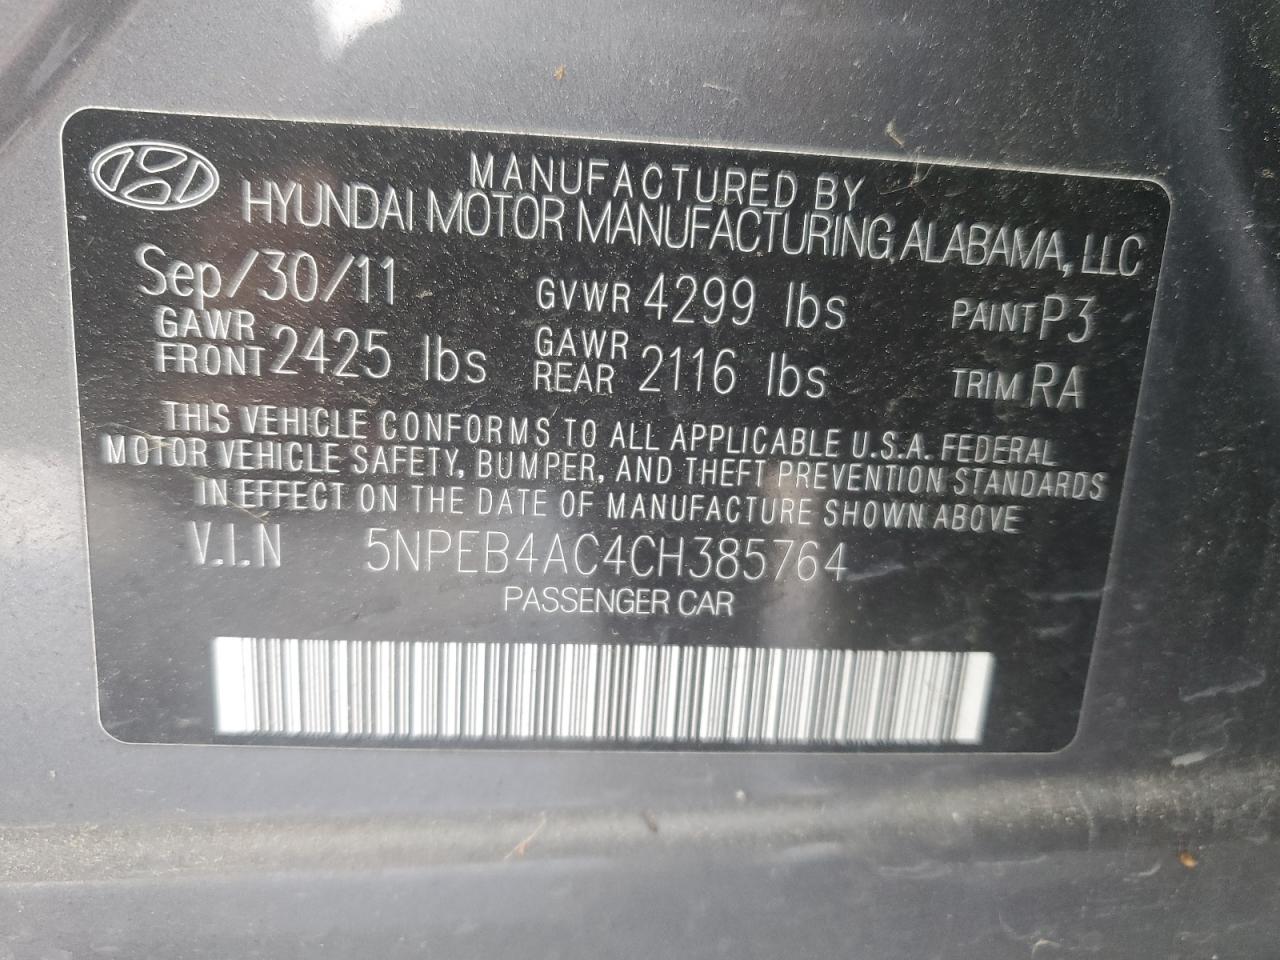 MANUFACTURED BY
HYUNDAI MOTOR MANUFACTURING, ALABAMA, LLC
Sep/30/11 GVWR 4299 lbs PAINT P3
GAWR FRONT 2425 lbs GAWR REAR 2116 lbs TRIM RA
THIS VEHICLE CONFORMS TO ALL APPLICABLE U.S.A. FEDERAL
MOTOR VEHICLE SAFETY, BUMPER, AND THEFT PREVENTION STANDARDS
IN EFFECT ON THE DATE OF MANUFACTURE SHOWN ABOVE
V.I.N 5NPEB4AC4CH385764
PASSENGER CAR